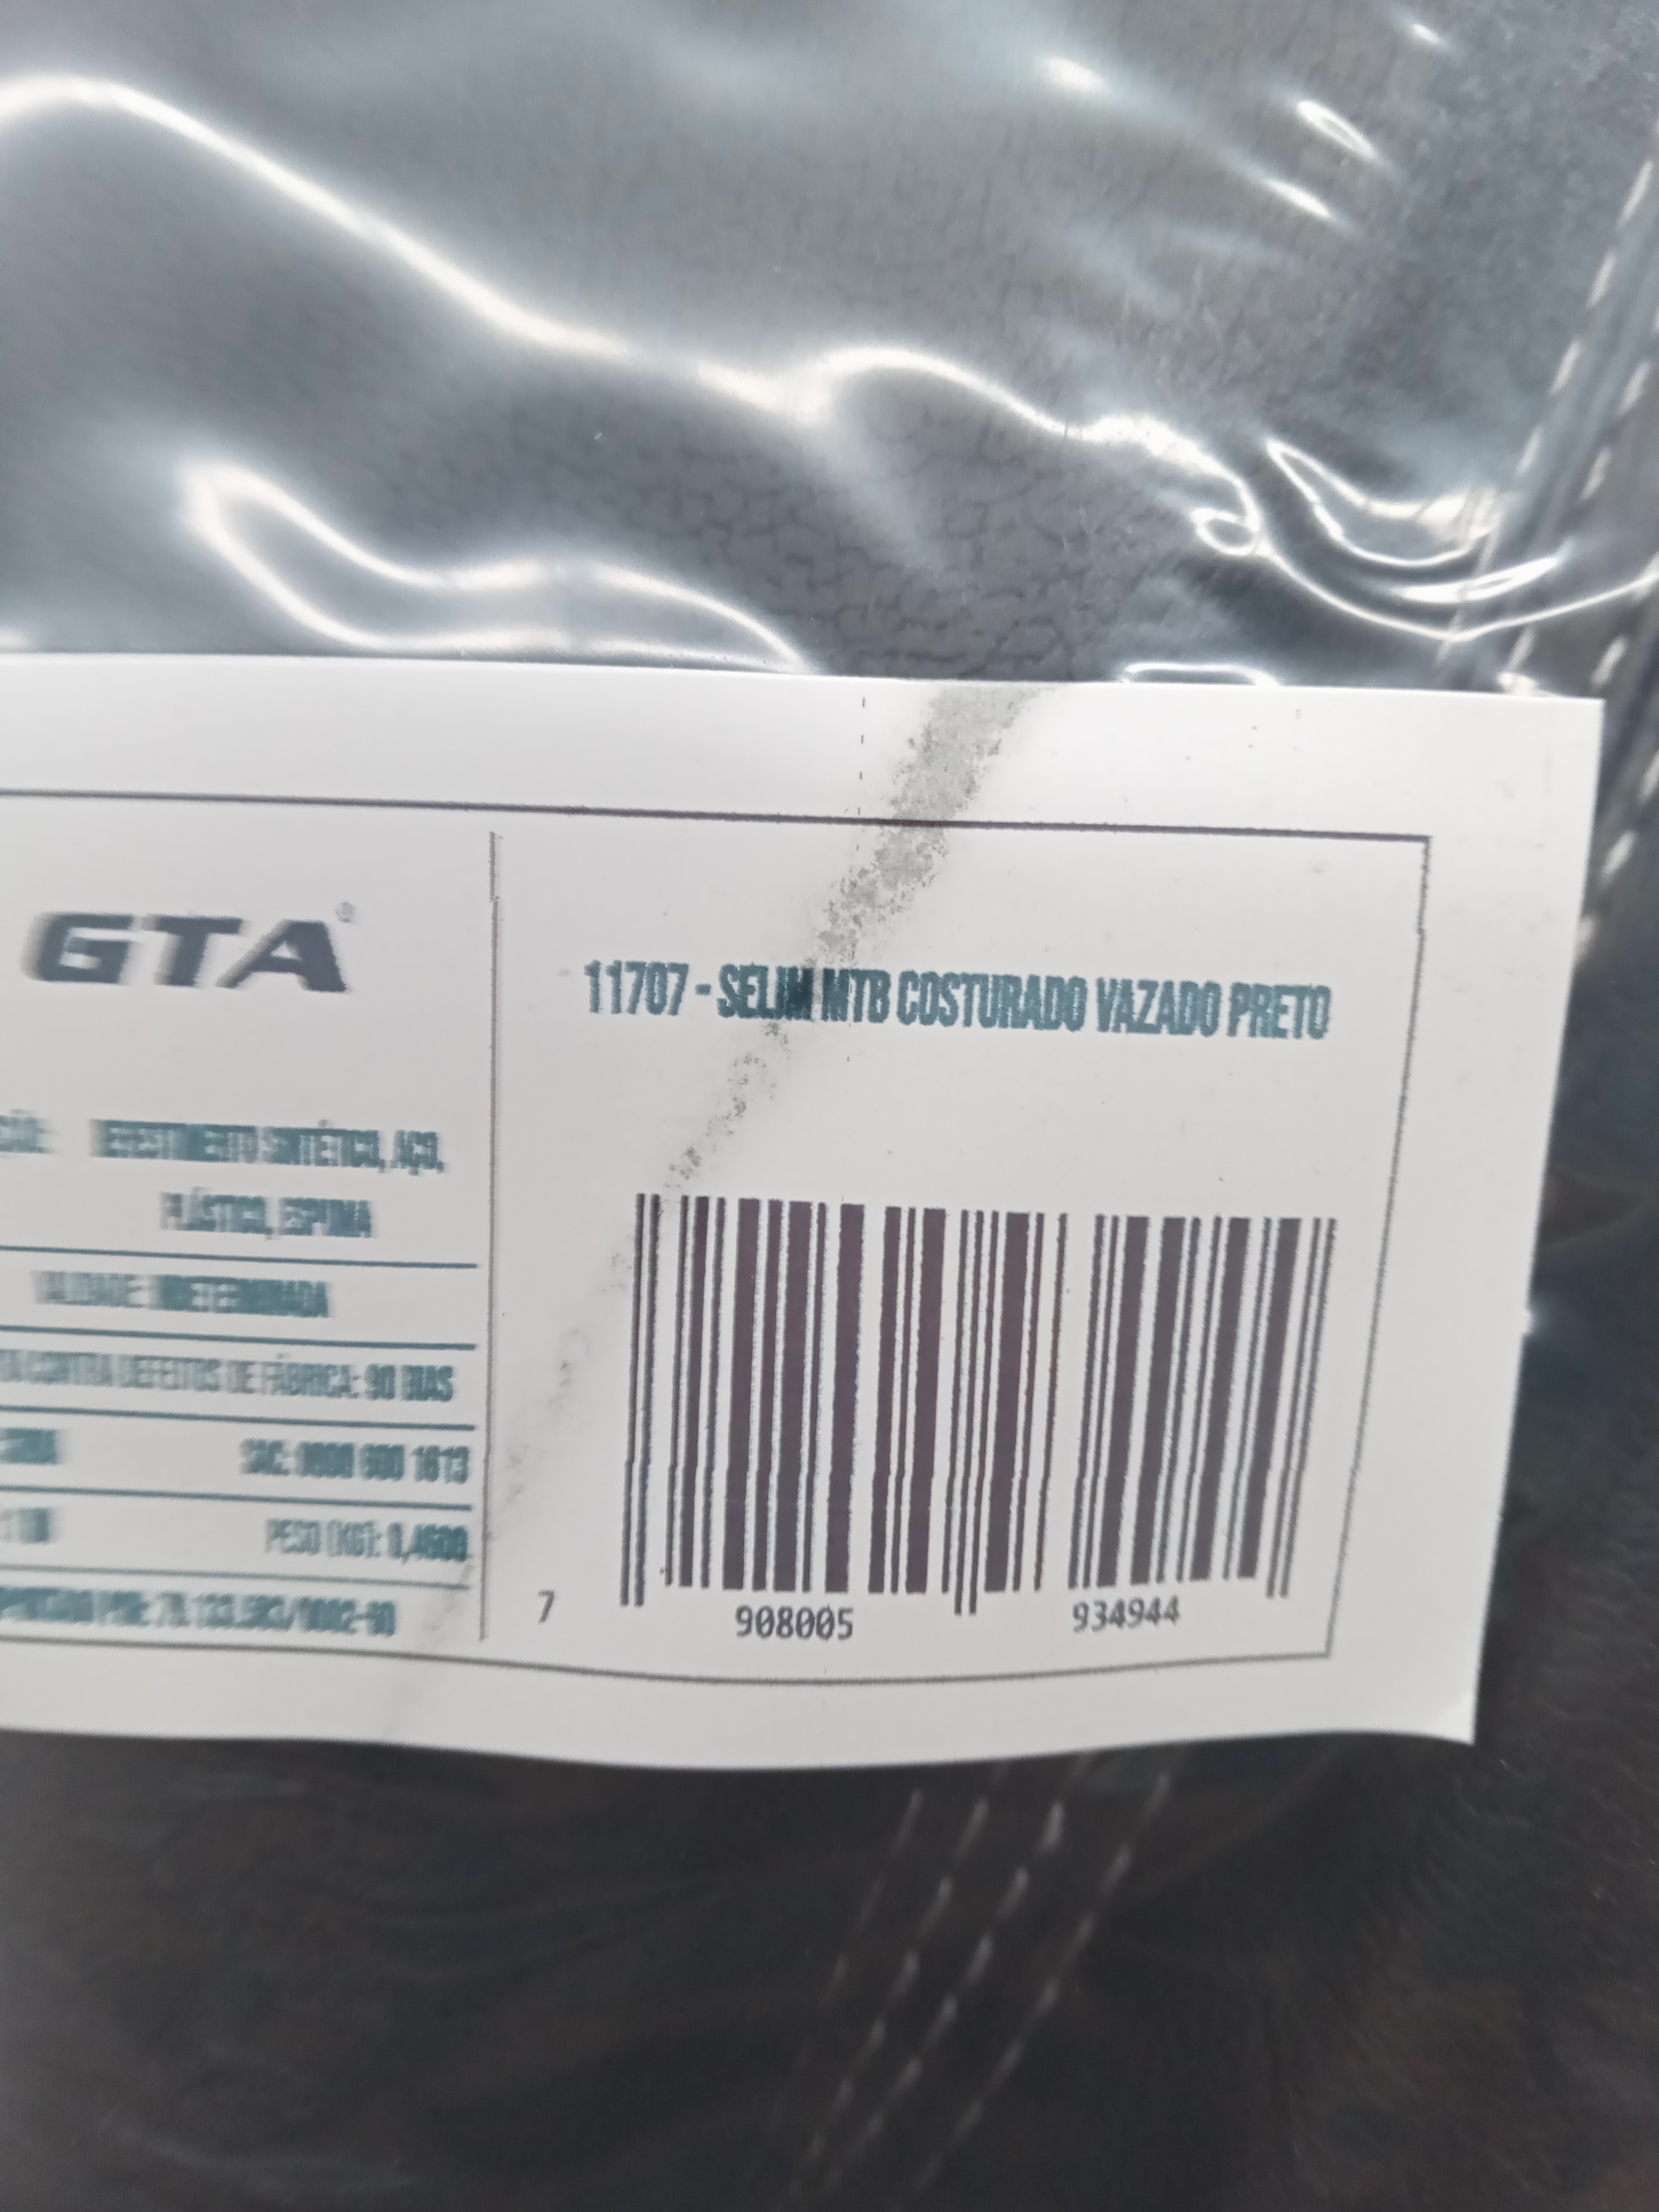 GTA®
REVESTIMENTO SINTÉTICO, AÇO,
PLÁSTICO, ESPUMA
VALIDADE: INDETERMINADA
CONTRA DEFEITOS DE FÁBRICA: 90 DIAS
SAC: 0800 600 1613
PESO (KG): 0,4600
11707 - SELIM MTB COSTURADO VAZADO PRETO
7 908005 934944